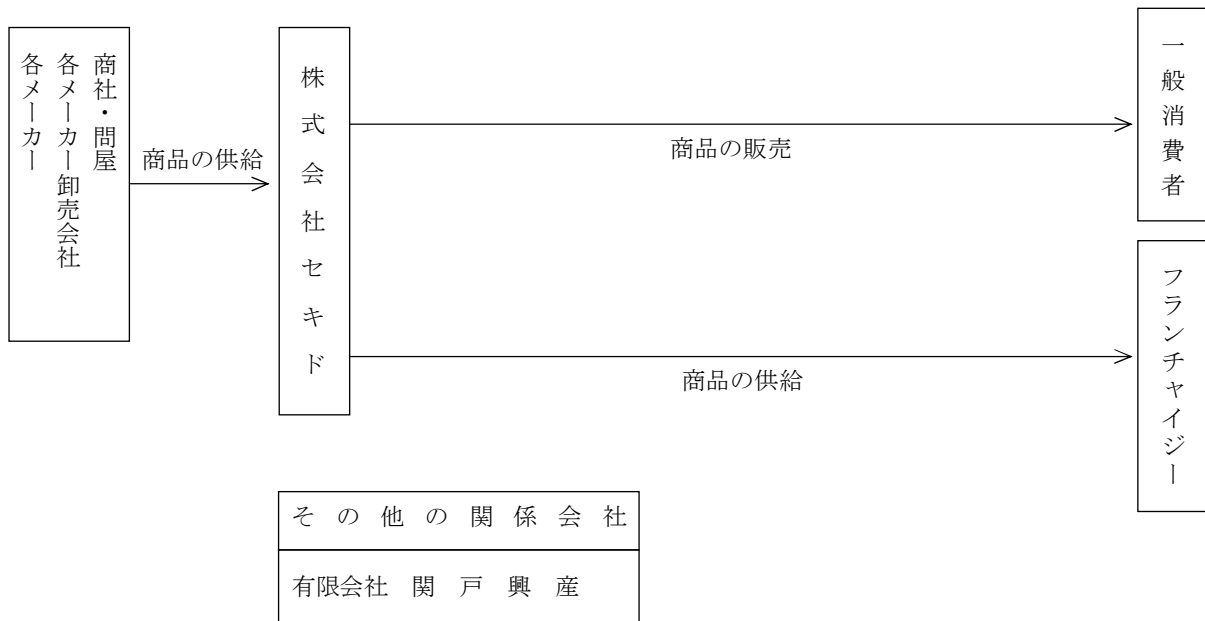 商社・問屋
各メーカー卸売会社
各メーカー
商品の供給
株式会社セキド
商品の販売
一般消費者
商品の供給
フランチャイジー
その他の関係会社
有限会社 関戸興産